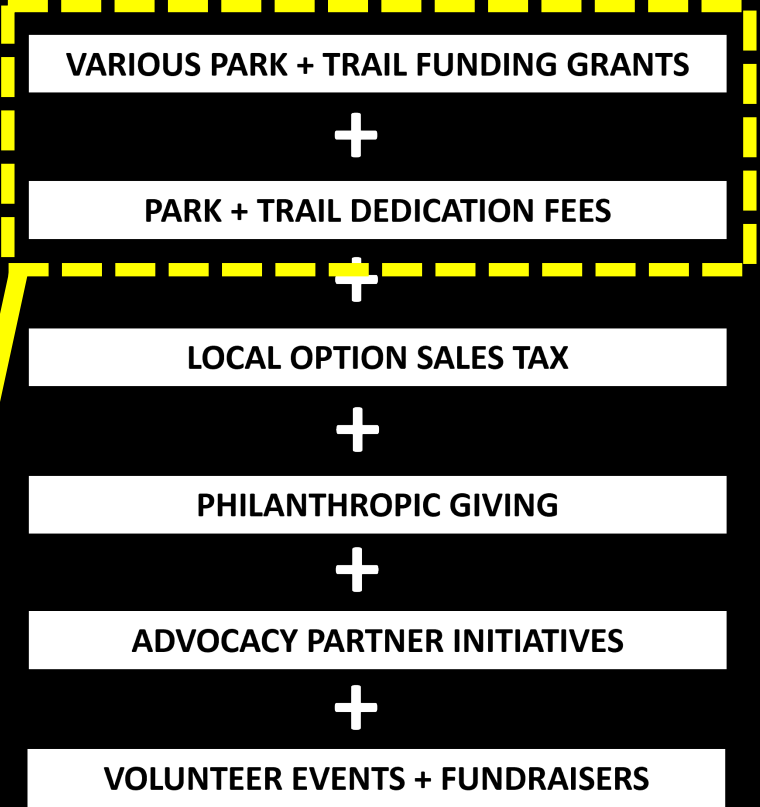 VARIOUS PARK + TRAIL FUNDING GRANTS
+
PARK + TRAIL DEDICATION FEES
+
LOCAL OPTION SALES TAX
+
PHILANTHROPIC GIVING
+
ADVOCACY PARTNER INITIATIVES
+
VOLUNTEER EVENTS + FUNDRAISERS